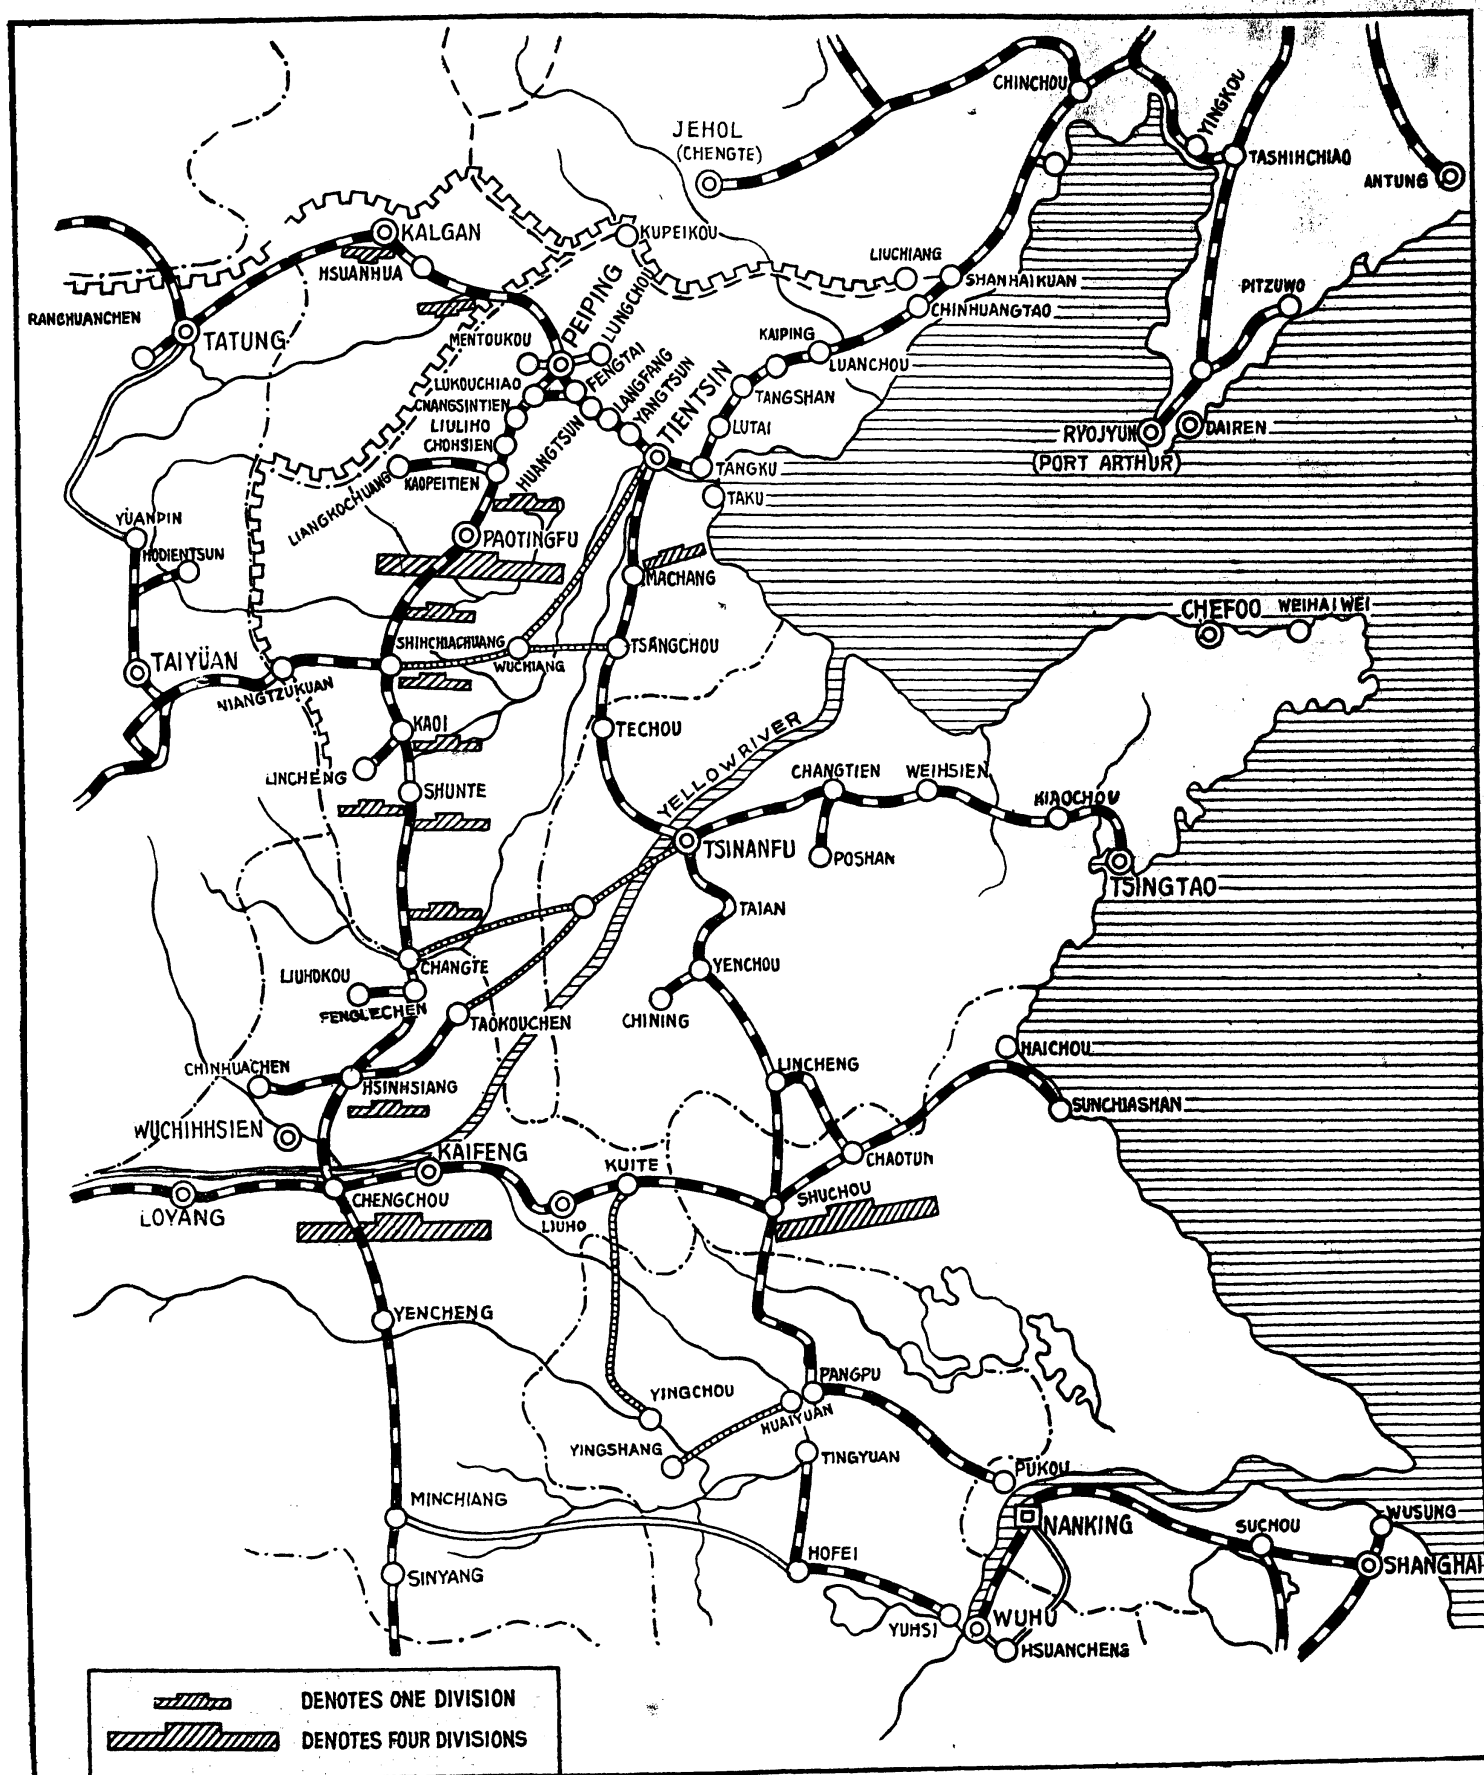 CHINCHOU
YINGKOU
JEHOL
(CHENGTE)
TASHIHCHIAO
ANTUNG
KALGAN
KUPEIKOU
HSUANHUA
LIUCHIANG
SHANHAIKUAN
PITZUWO
CHINHUANGTAO
PEIPING
LUNGCHOU
TATUNG
MENTOUKOU
KAIPING
LUANCHOU
FENGTAI
LANGFANG
YANGTSUN
TIENTSIN
LUKOUCHIAO
TANGSHAN
CNANGSINTIEN
LIULIHO
CHOHSIEN
HUANGTSUN
LUTAI
RYOJYUN
(PORT ARTHUR)
DAIREN
TANGKU
KAOPEITIEN
LIANGKOCHUANG
TAKU
YÜANPIN
PAOTINGFU
HODIENTSUN
MACHANG
CHEFOO
WEIHAIWEI
SHIHCHIACHUANG
TSANGCHOU
TAIYÜAN
WUCHIANG
NIANGTZUKUAN
KAOI
TECHOU
YELLOW RIVER
LINCHENG
SHUNTE
CHANGTIEN
WEIHSIEN
KIAOCHOU
TSINANFU
POSHAN
TSINGTAO
TAIAN
CHANGTE
YENCHOU
LIUHOKOU
FENGLECHEN
TAOKOUCHEN
CHINING
HAICHOU
CHINHUACHEN
HSINHSIANG
LINCHENG
SUNCHIASHAN
WUCHIHHSIEN
KAIFENG
KUITE
CHAOTUN
CHENGCHOU
LOYANG
LIUHO
SHUCHOU
YENCHENG
PANGPU
YINGCHOU
HUAIYUAN
YINGSHANG
TINGYUAN
PUKOU
MINCHIANG
NANKING
SUCHOU
WUSUNG
HOFEI
SHANGHAI
SINYANG
YUHSI
WUHU
HSUANCHENG
DENOTES ONE DIVISION
DENOTES FOUR DIVISIONS